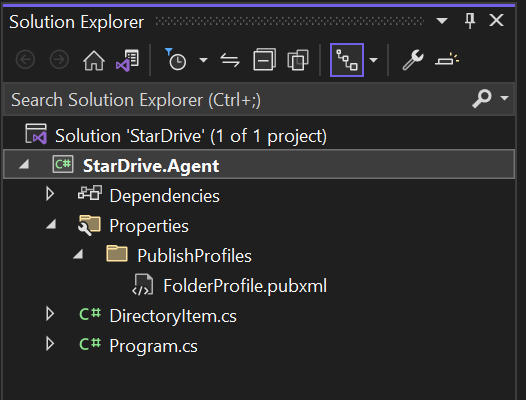 Solution Explorer
Search Solution Explorer (Ctrl+;)
Solution 'StarDrive' (1 of 1 project)
C# StarDrive.Agent
Dependencies
Properties
PublishProfiles
FolderProfile.pubxml
C# DirectoryItem.cs
C# Program.cs